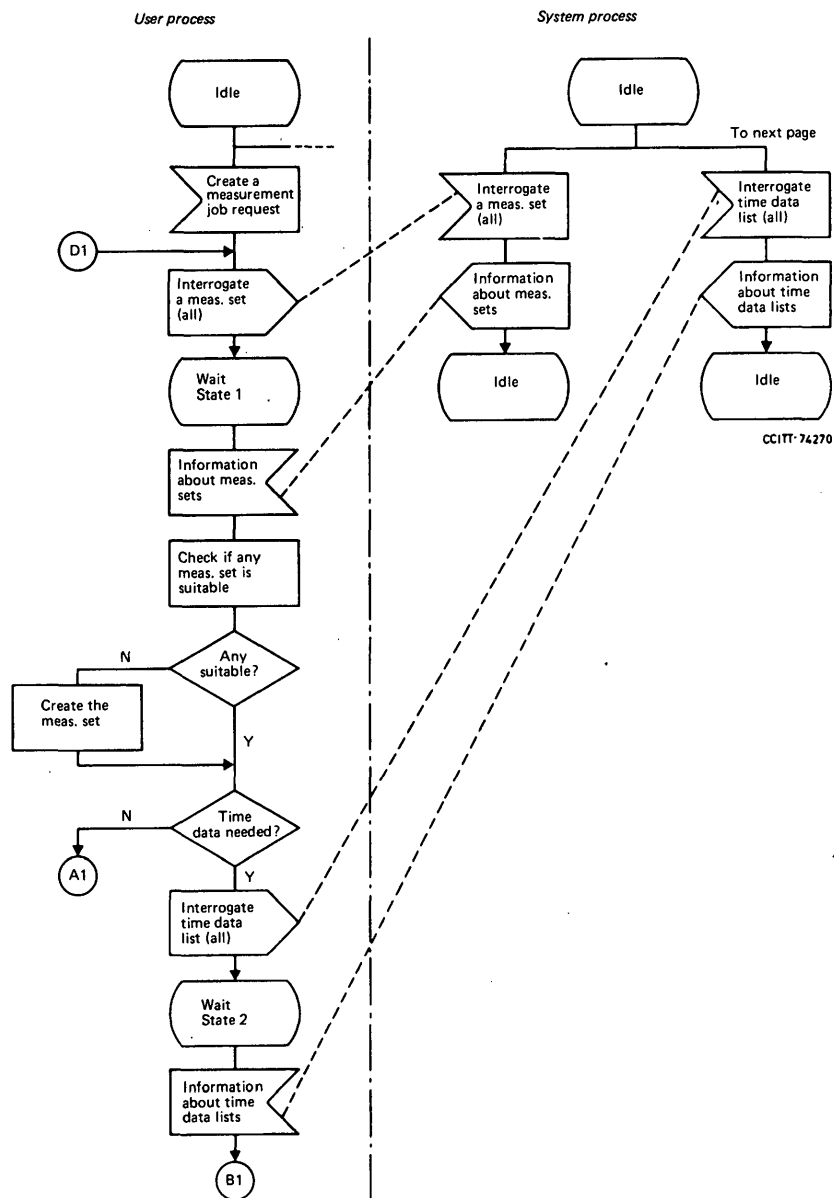 User process
System process
Idle
Idle
To next page
Create a
measurement
job request
Interrogate
a meas. set
(all)
Interrogate
time data
list (all)
D1
Interrogate
a meas. set
(all)
Information
about meas.
sets
Information
about time
data lists
Wait
State 1
Idle
Idle
CCITT-74270
Information
about meas.
sets
Check if any
meas. set is
suitable
N
Any
suitable?
Create the
meas. set
Y
N
Time
data needed?
A1
Y
Interrogate
time data
list (all)
Wait
State 2
Information
about time
data lists
B1